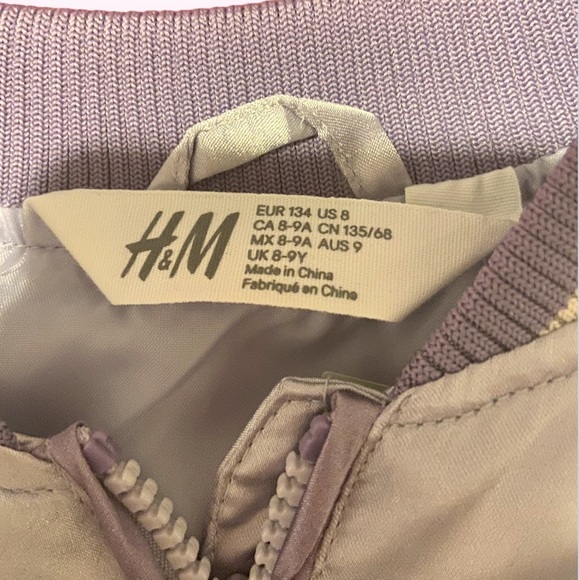 H&M
EUR 134 US 8
CA 8-9A CN 135/68
MX 8-9A AUS 9
UK 8-9Y
Made in China
Fabriqué en Chine